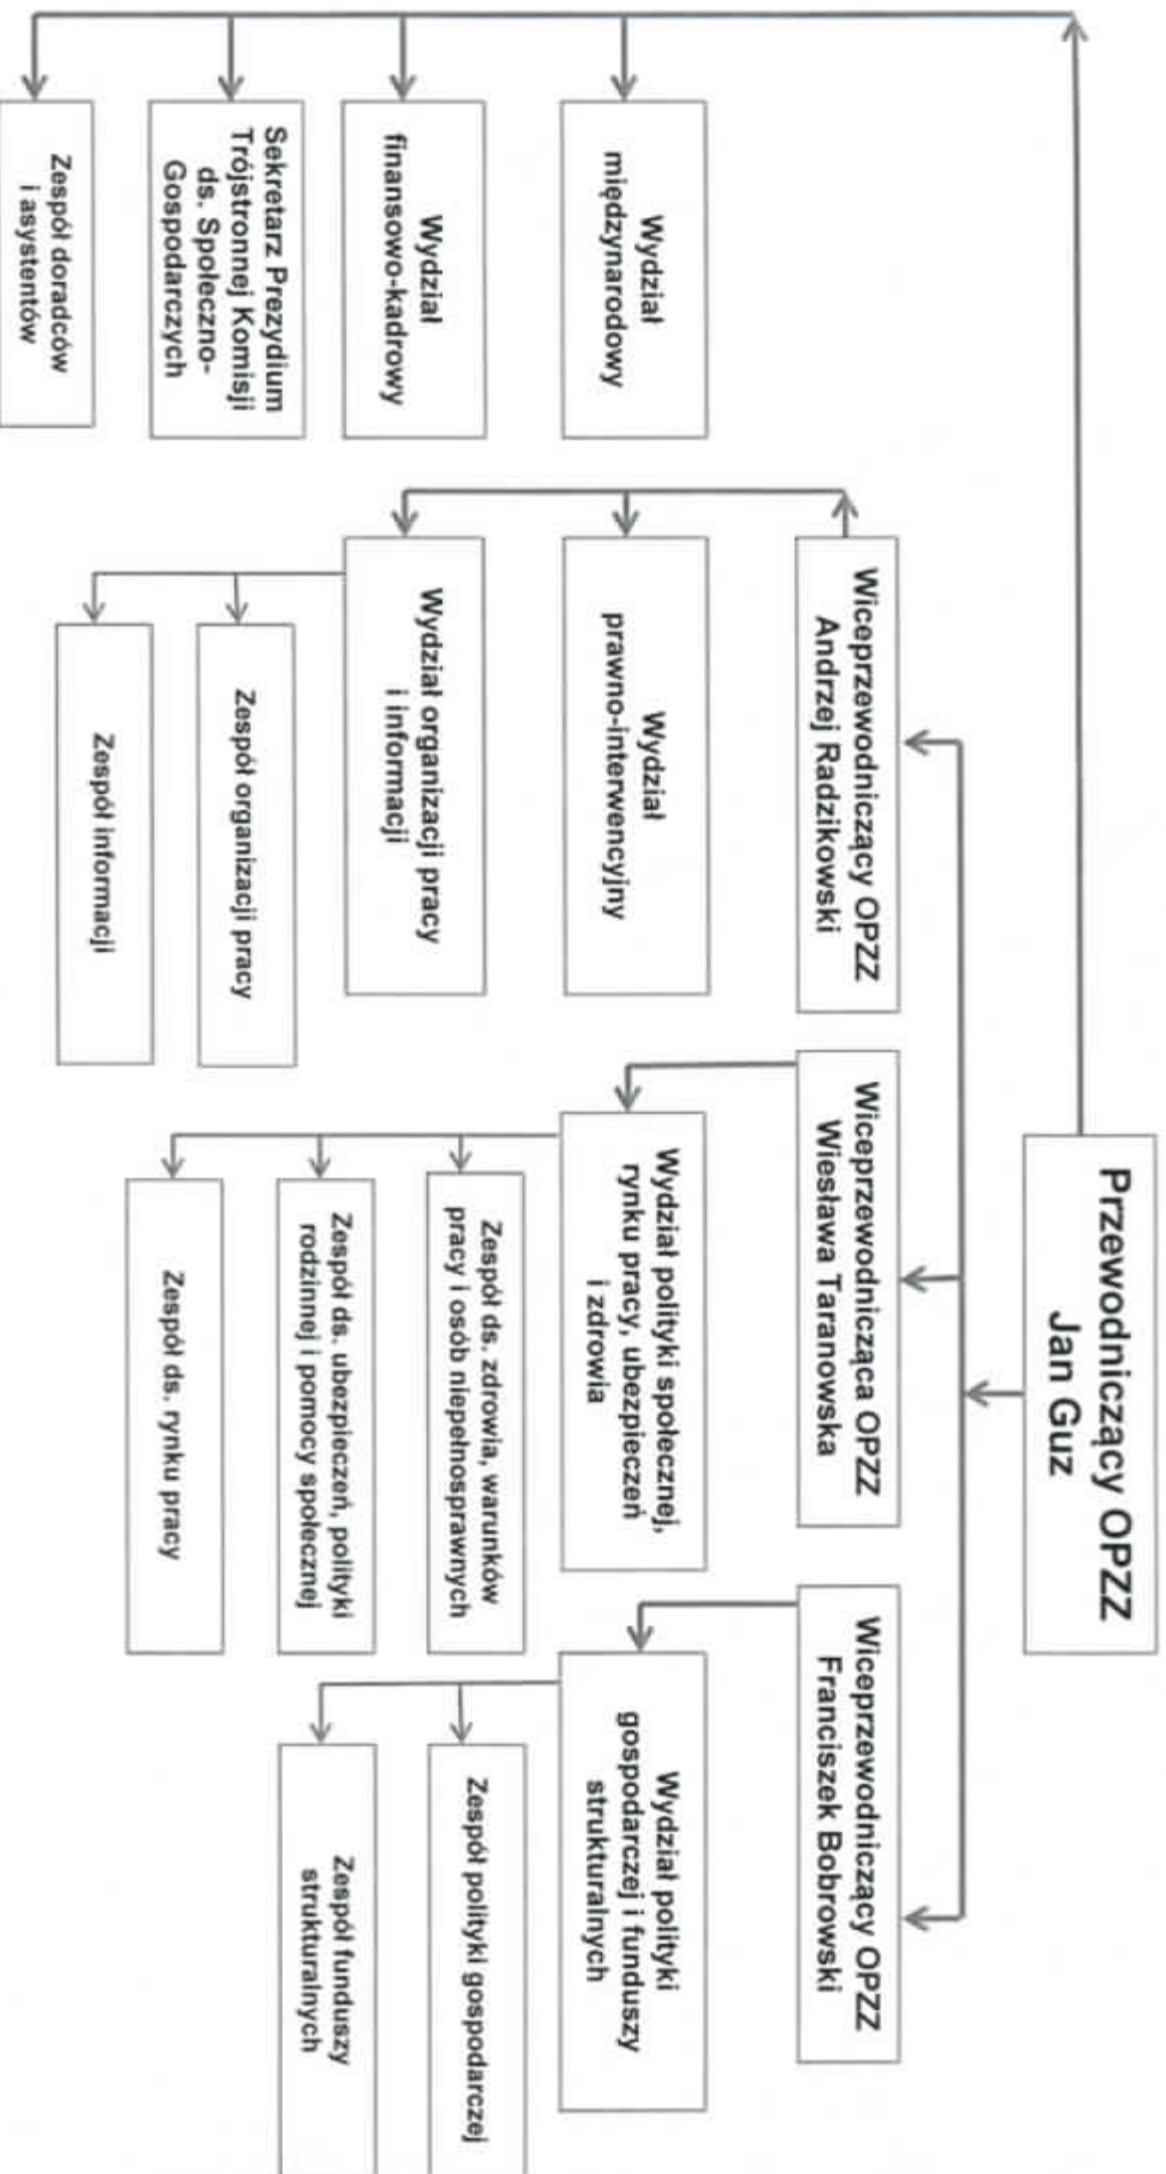 Przewodniczący OPZZ
Jan Guz
Wiceprzewodniczący OPZZ
Andrzej Radzikowski
Wiceprzewodnicząca OPZZ
Wiesława Taranowska
Wiceprzewodniczący OPZZ
Franciszek Bobrowski
Wydział
międzynarodowy
Wydział
finansowo-kadrowy
Sekretarz Prezydium
Trójstronnej Komisji
ds. Społeczno-
Gospodarczych
Zespół doradców
i asystentów
Wydział
prawno-interwencyjny
Wydział organizacji pracy
i informacji
Zespół organizacji pracy
Zespół informacji
Wydział polityki społecznej,
rynku pracy, ubezpieczeń
i zdrowia
Zespół ds. zdrowia, warunków
pracy i osób niepełnosprawnych
Zespół ds. ubezpieczeń, polityki
rodzinnej i pomocy społecznej
Zespół ds. rynku pracy
Wydział polityki
gospodarczej i funduszy
strukturalnych
Zespół polityki gospodarczej
Zespół funduszy
strukturalnych